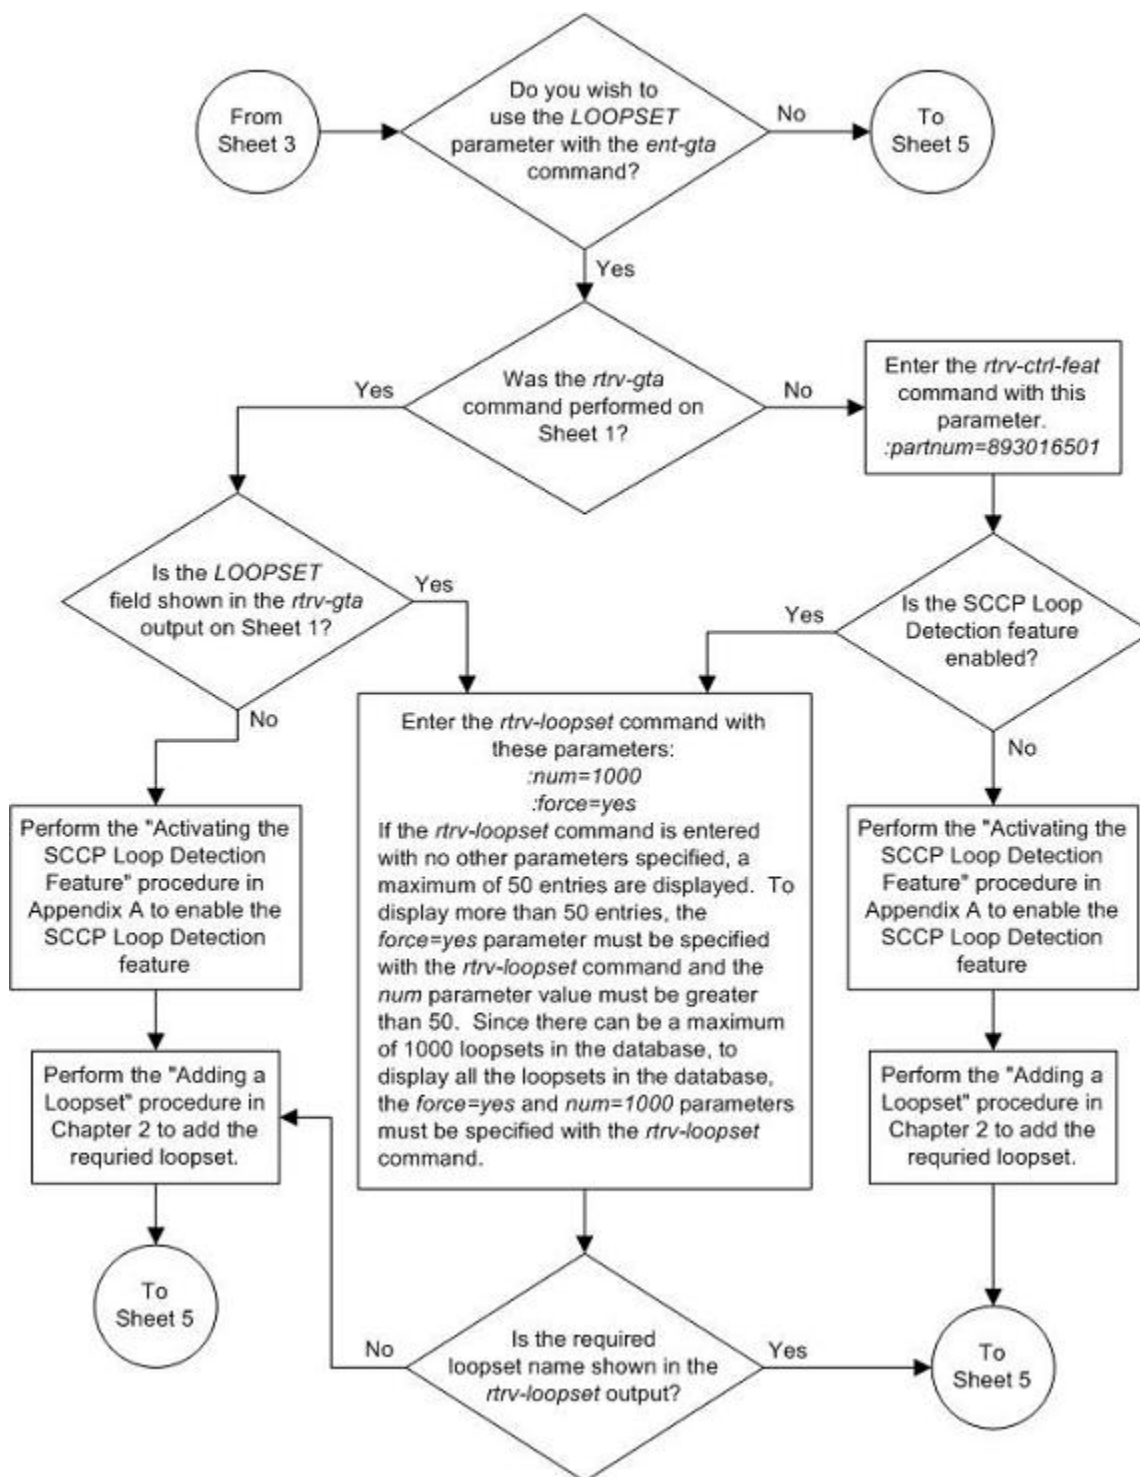 From
Sheet 3
Do you wish to
use the LOOPSET
parameter with the ent-gta
command?
No
To
Sheet 5
Yes
Was the rtrv-gta
command performed on
Sheet 1?
Yes
No
Enter the rtrv-ctrl-feat
command with this
parameter.
:partnum=893016501
Is the LOOPSET
field shown in the rtrv-gta
output on Sheet 1?
Yes
No
Is the SCCP Loop
Detection feature
enabled?
Yes
No
Enter the rtrv-loopset command with
these parameters:
:num=1000
:force=yes
If the rtrv-loopset command is entered
with no other parameters specified, a
maximum of 50 entries are displayed. To
display more than 50 entries, the
force=yes parameter must be specified
with the rtrv-loopset command and the
num parameter value must be greater
than 50. Since there can be a maximum
of 1000 loopsets in the database, to
display all the loopsets in the database,
the force=yes and num=1000 parameters
must be specified with the rtrv-loopset
command.
Perform the "Activating the
SCCP Loop Detection
Feature" procedure in
Appendix A to enable the
SCCP Loop Detection
feature
Perform the "Activating the
SCCP Loop Detection
Feature" procedure in
Appendix A to enable the
SCCP Loop Detection
feature
Perform the "Adding a
Loopset" procedure in
Chapter 2 to add the
requried loopset.
Perform the "Adding a
Loopset" procedure in
Chapter 2 to add the
requried loopset.
To
Sheet 5
Is the required
loopset name shown in the
rtrv-loopset output?
No
Yes
To
Sheet 5